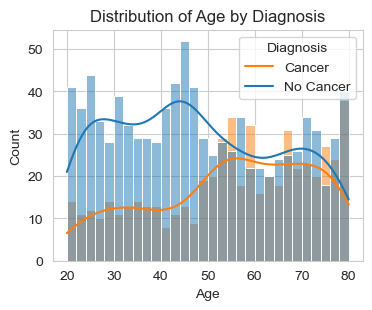 Distribution of Age by Diagnosis
Diagnosis
Cancer
No Cancer
Count
50
40
30
20
10
0
20 30 40 50 60 70 80
Age